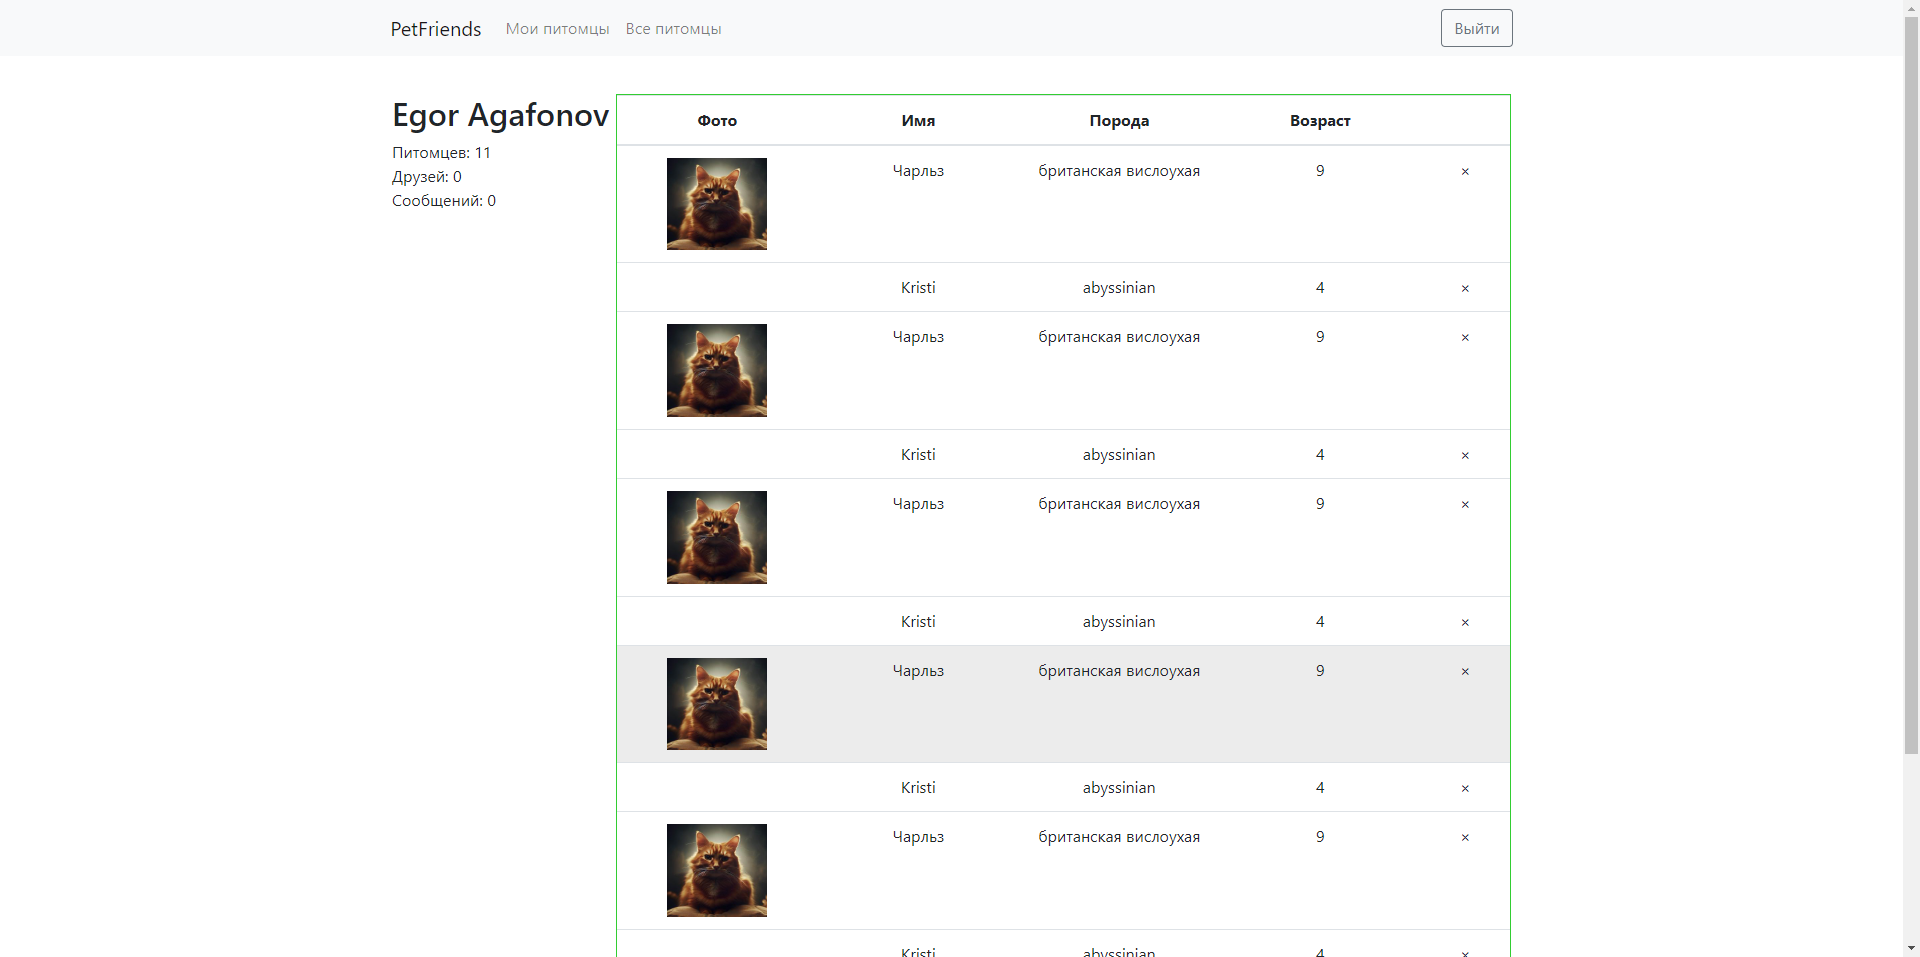 PetFriends Мои питомцы Все питомцы Выйти
Egor Agafonov
Питомцев: 11
Друзей: 0
Сообщений: 0
Фото Имя Порода Возраст
Чарльз британская вислоухая 9 ×
Kristi abyssinian 4 ×
Чарльз британская вислоухая 9 ×
Kristi abyssinian 4 ×
Чарльз британская вислоухая 9 ×
Kristi abyssinian 4 ×
Чарльз британская вислоухая 9 ×
Kristi abyssinian 4 ×
Чарльз британская вислоухая 9 ×
Kristi abyssinian 4 ×